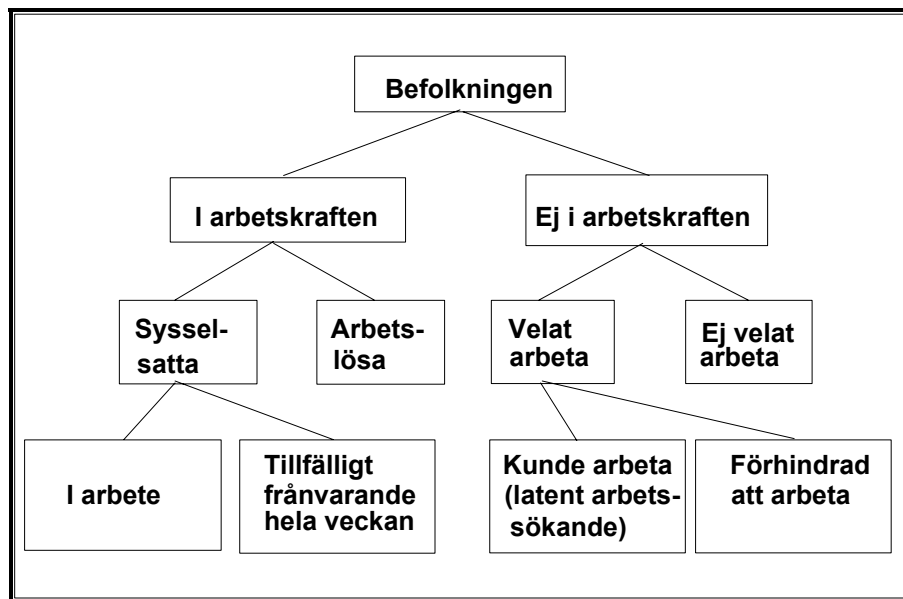 Befolkningen
I arbetskraften
Ej i arbetskraften
Syssel-
satta
Arbets-
lösa
Velat
arbeta
Ej velat
arbeta
I arbete
Tillfälligt
frånvarande
hela veckan
Kunde arbeta
(latent arbets-
sökande)
Förhindrad
att arbeta